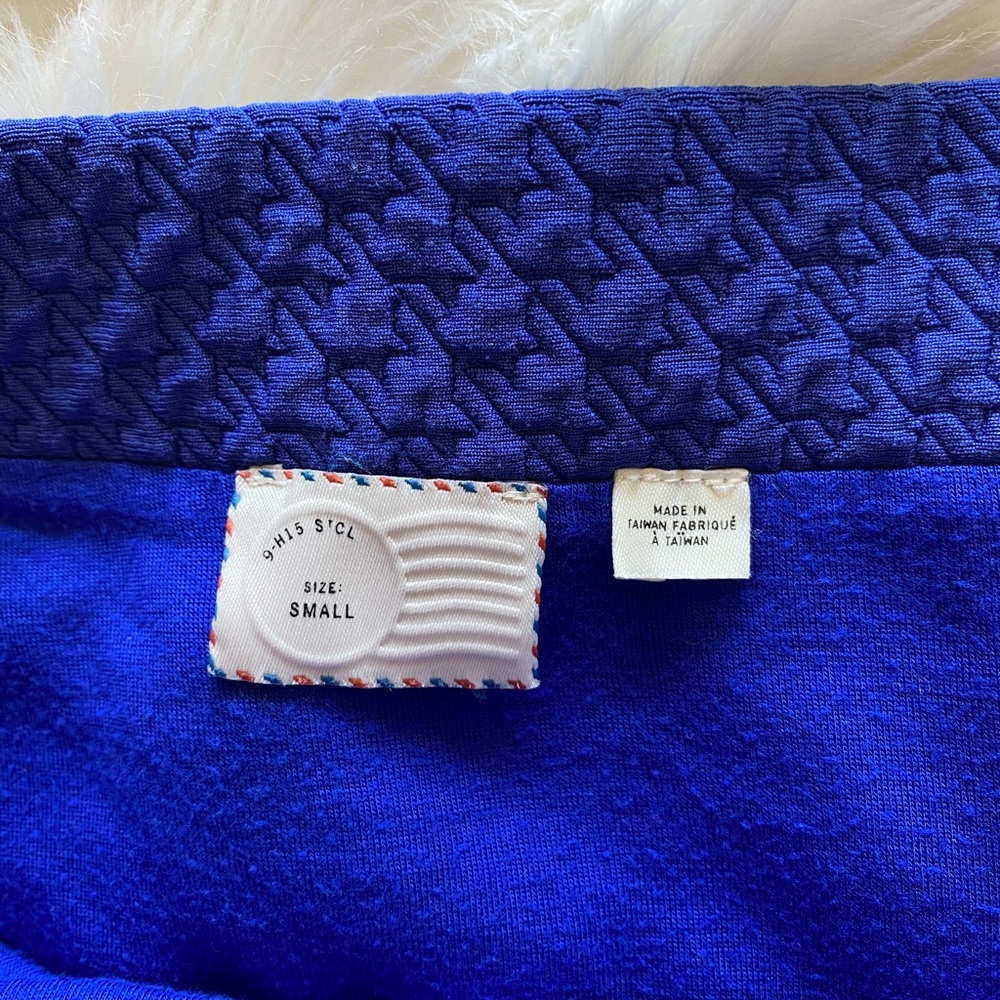 9-H15 STCL
SIZE:
SMALL
MADE IN
TAIWAN FABRIQUÉ
À TAÏWAN